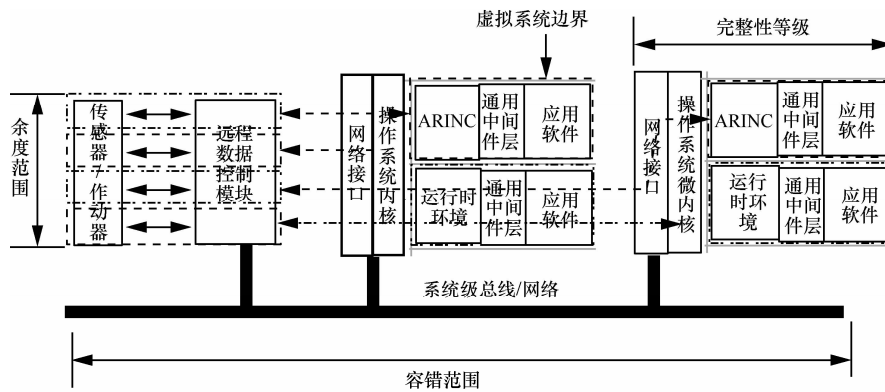 虚拟系统边界
完整性等级
余度范围
传感器/作动器
远程
数据
控制
模块
网络接口
操作系统内核
ARINC
通用
中间
件层
应用
软件
运行时
环境
通用
中间
件层
应用
软件
网络接口
操作系统微内核
ARINC
通用
中间
件层
应用
软件
运行
时环
境
通用
中间
件层
应用
软件
系统级总线/网络
容错范围